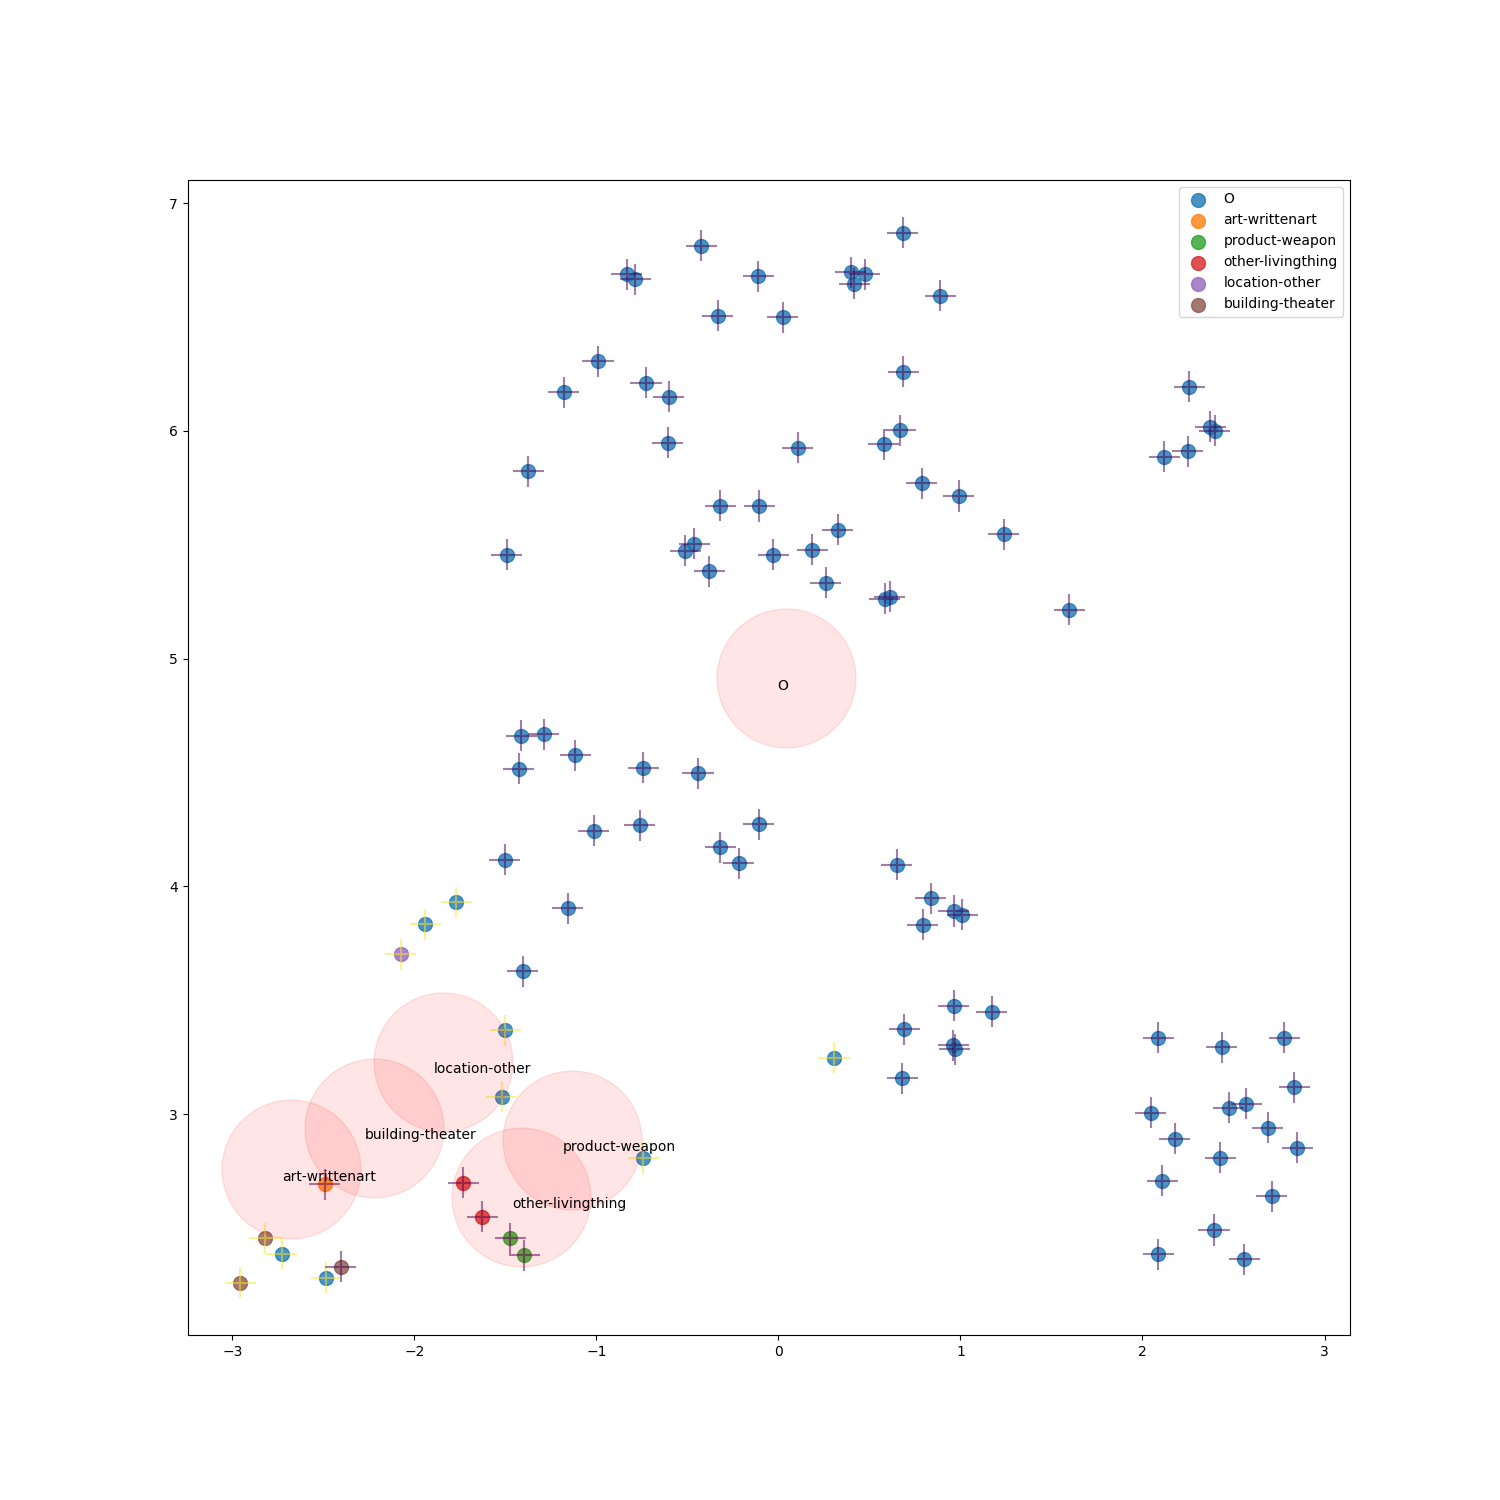 7
6
5
4
3
−3
−2
−1
0
1
2
3
O
art-writtenart
product-weapon
other-livingthing
location-other
building-theater
O
location-other
building-theater
product-weapon
art-writtenart
other-livingthing